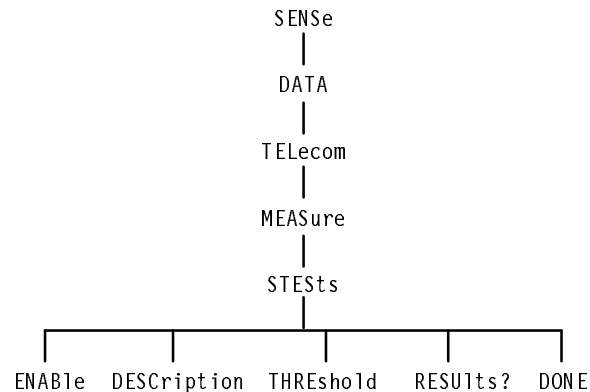 SENSe
DATA
TELecom
MEASure
STESts
ENABle DESCription THREshold RESUlts? DONE